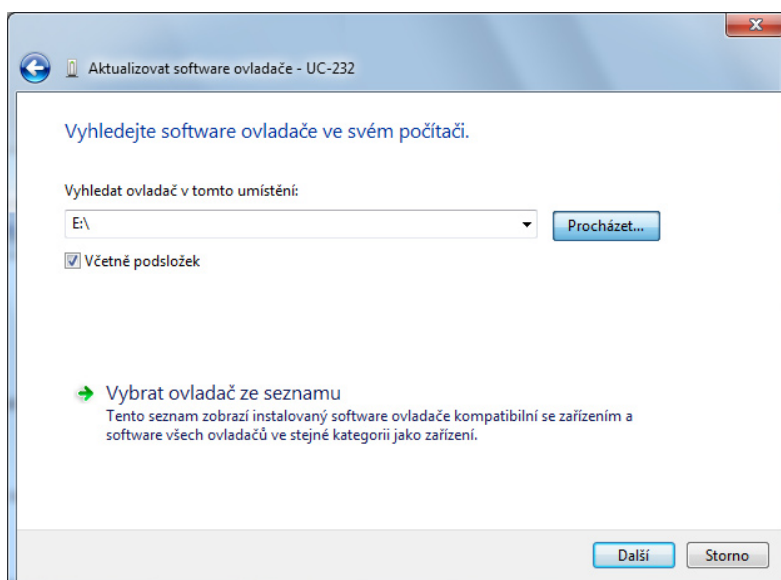 Aktualizovat software ovladače - UC-232
Vyhledejte software ovladače ve svém počítači.
Vyhledat ovladač v tomto umístění:
E:\
Procházet...
Včetně podsložek
Vybrat ovladač ze seznamu
Tento seznam zobrazí instalovaný software ovladače kompatibilní se zařízením a
software všech ovladačů ve stejné kategorii jako zařízení.
Další
Storno